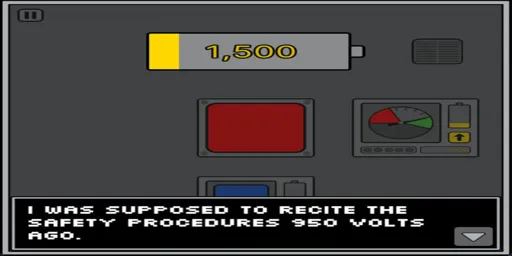 1,500
I WAS SUPPOSED TO RECITE THE
SAFETY PROCEDURES 950 VOLTS
AGO.